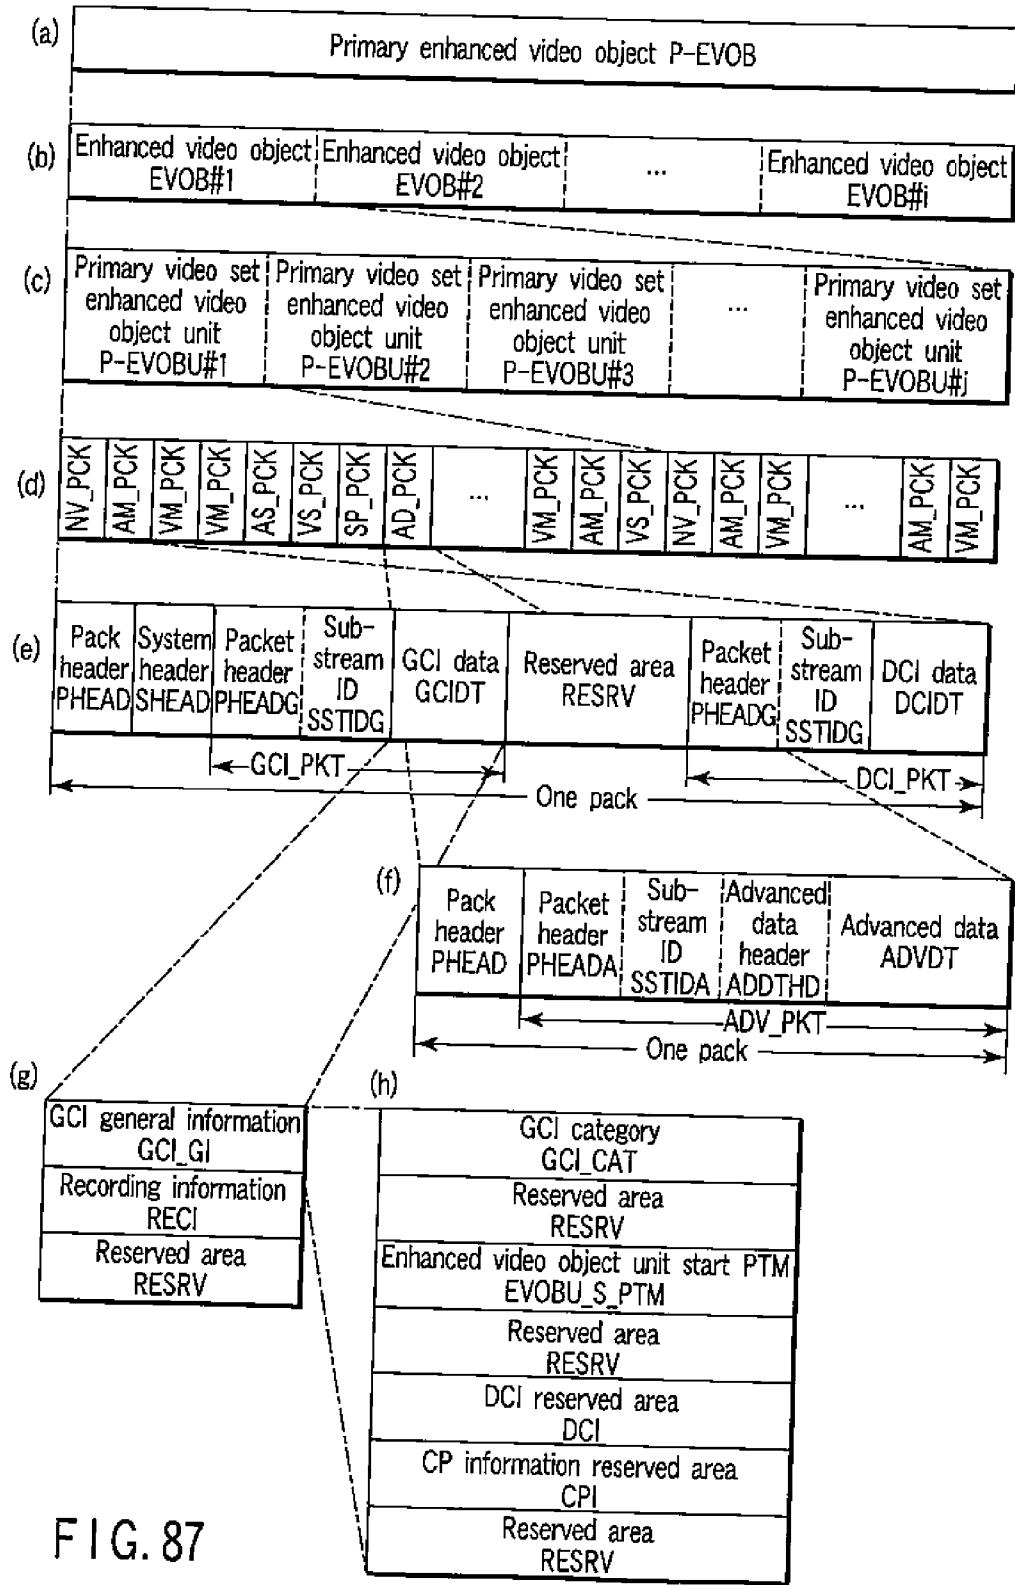 (a)
Primary enhanced video object P-EVOB
(b)
Enhanced video object
EVOB#1
Enhanced video object
EVOB#2
...
Enhanced video object
EVOB#i
(c)
Primary video set
enhanced video
object unit
P-EVOBU#1
Primary video set
enhanced video
object unit
P-EVOBU#2
Primary video set
enhanced video
object unit
P-EVOBU#3
...
Primary video set
enhanced video
object unit
P-EVOBU#j
(d)
NV_PCK
AM_PCK
VM_PCK
VM_PCK
AS_PCK
VS_PCK
SP_PCK
AD_PCK
...
VM_PCK
AM_PCK
VS_PCK
NV_PCK
AM_PCK
VM_PCK
...
AM_PCK
VM_PCK
(e)
Pack
header
PHEAD
System
header
SHEAD
Packet
header
PHEADG
Sub-
stream
ID
SSTIDG
GCI data
GCIDT
Reserved area
RESRV
Packet
header
PHEADG
Sub-
stream
ID
SSTIDG
DCI data
DCIDT
GCI_PKT
DCI_PKT
One pack
(f)
Pack
header
PHEAD
Packet
header
PHEADA
Sub-
stream
ID
SSTIDA
Advanced
data
header
ADDTHD
Advanced data
ADVDT
ADV_PKT
One pack
(g)
GCI general information
GCI_GI
Recording information
RECI
Reserved area
RESRV
(h)
GCI category
GCI_CAT
Reserved area
RESRV
Enhanced video object unit start PTM
EVOBU_S_PTM
Reserved area
RESRV
DCI reserved area
DCI
CP information reserved area
CPI
Reserved area
RESRV
FIG. 87